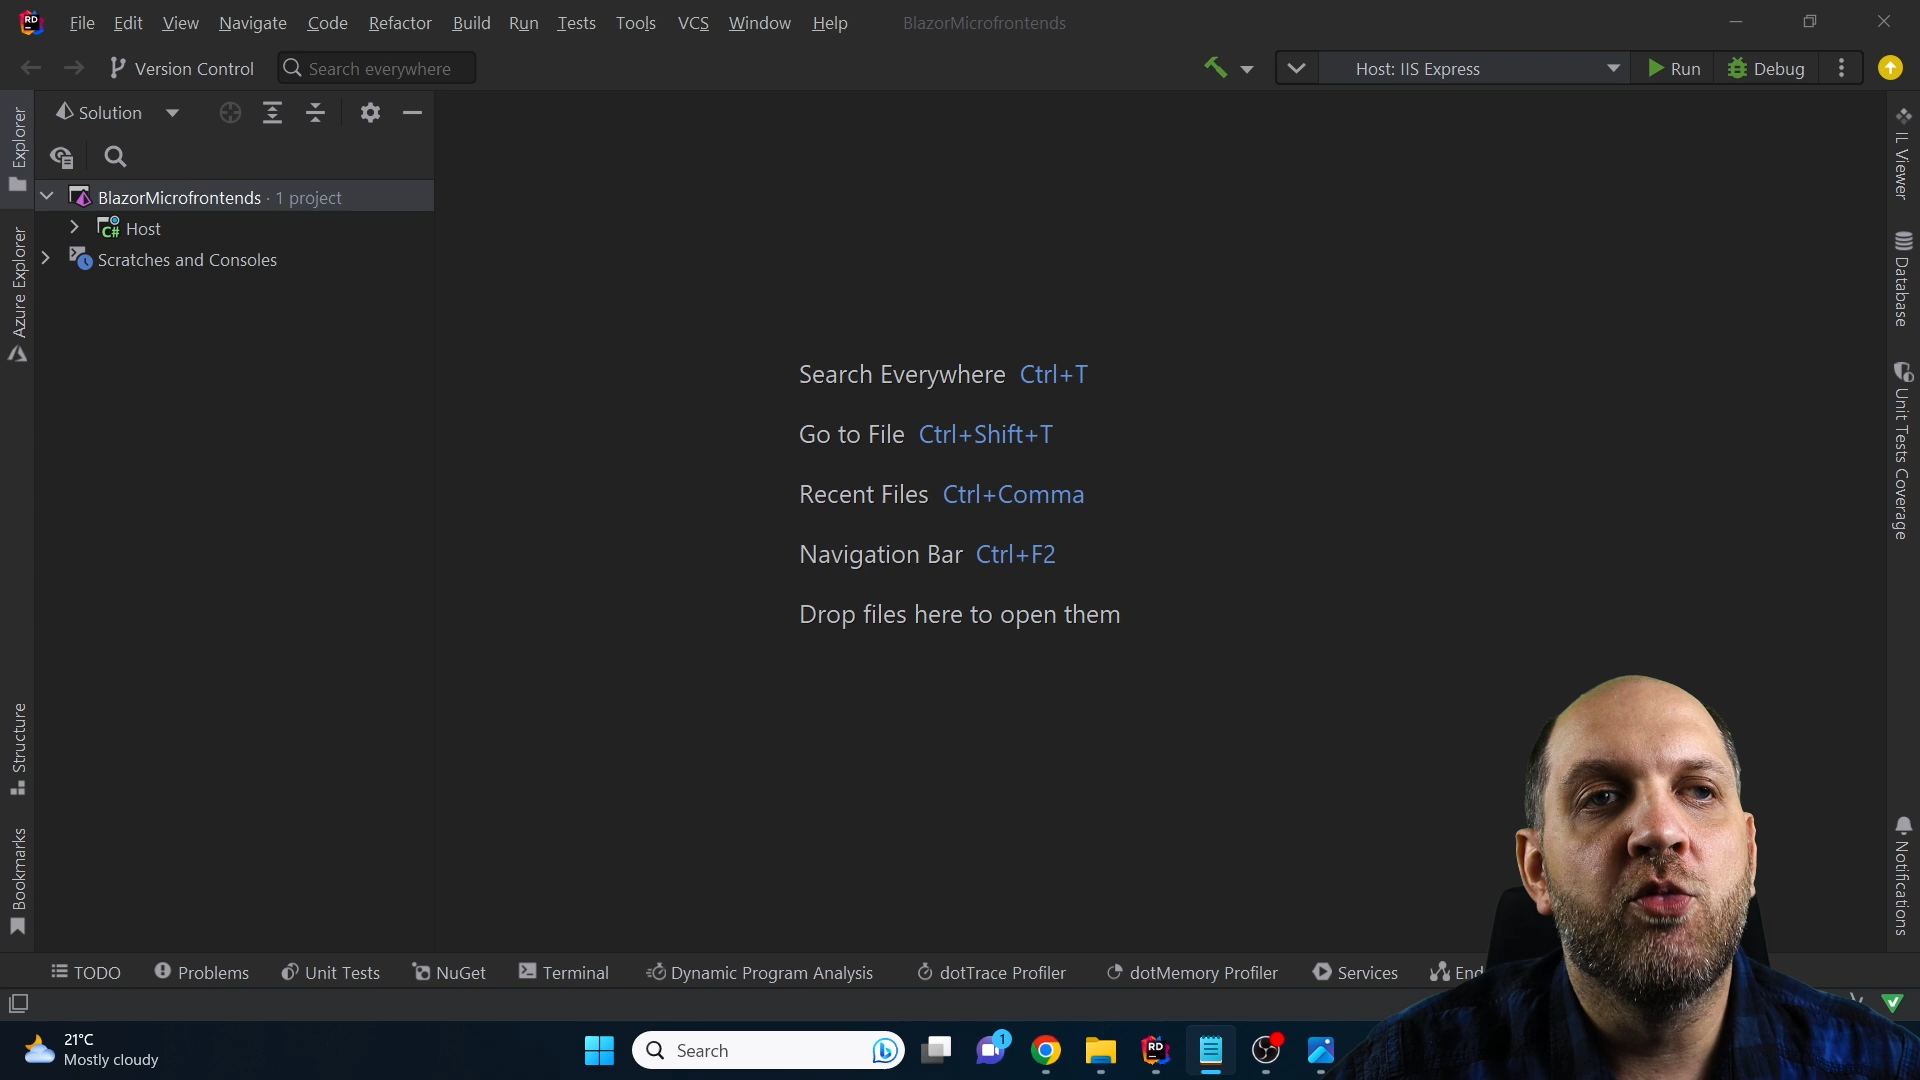 RD File Edit View Navigate Code Refactor Build Run Tests Tools VCS Window Help BlazorMicrofrontends
Version Control Search everywhere Host: IIS Express Run Debug
Solution
BlazorMicrofrontends · 1 project
C# Host
Scratches and Consoles
Explorer
Azure Explorer
Structure
Bookmarks
Search Everywhere Ctrl+T
Go to File Ctrl+Shift+T
Recent Files Ctrl+Comma
Navigation Bar Ctrl+F2
Drop files here to open them
IL Viewer
Database
Unit Tests Coverage
Notifications
TODO Problems Unit Tests NuGet Terminal Dynamic Program Analysis dotTrace Profiler dotMemory Profiler Services End
21°C
Mostly cloudy
Search
1
RD